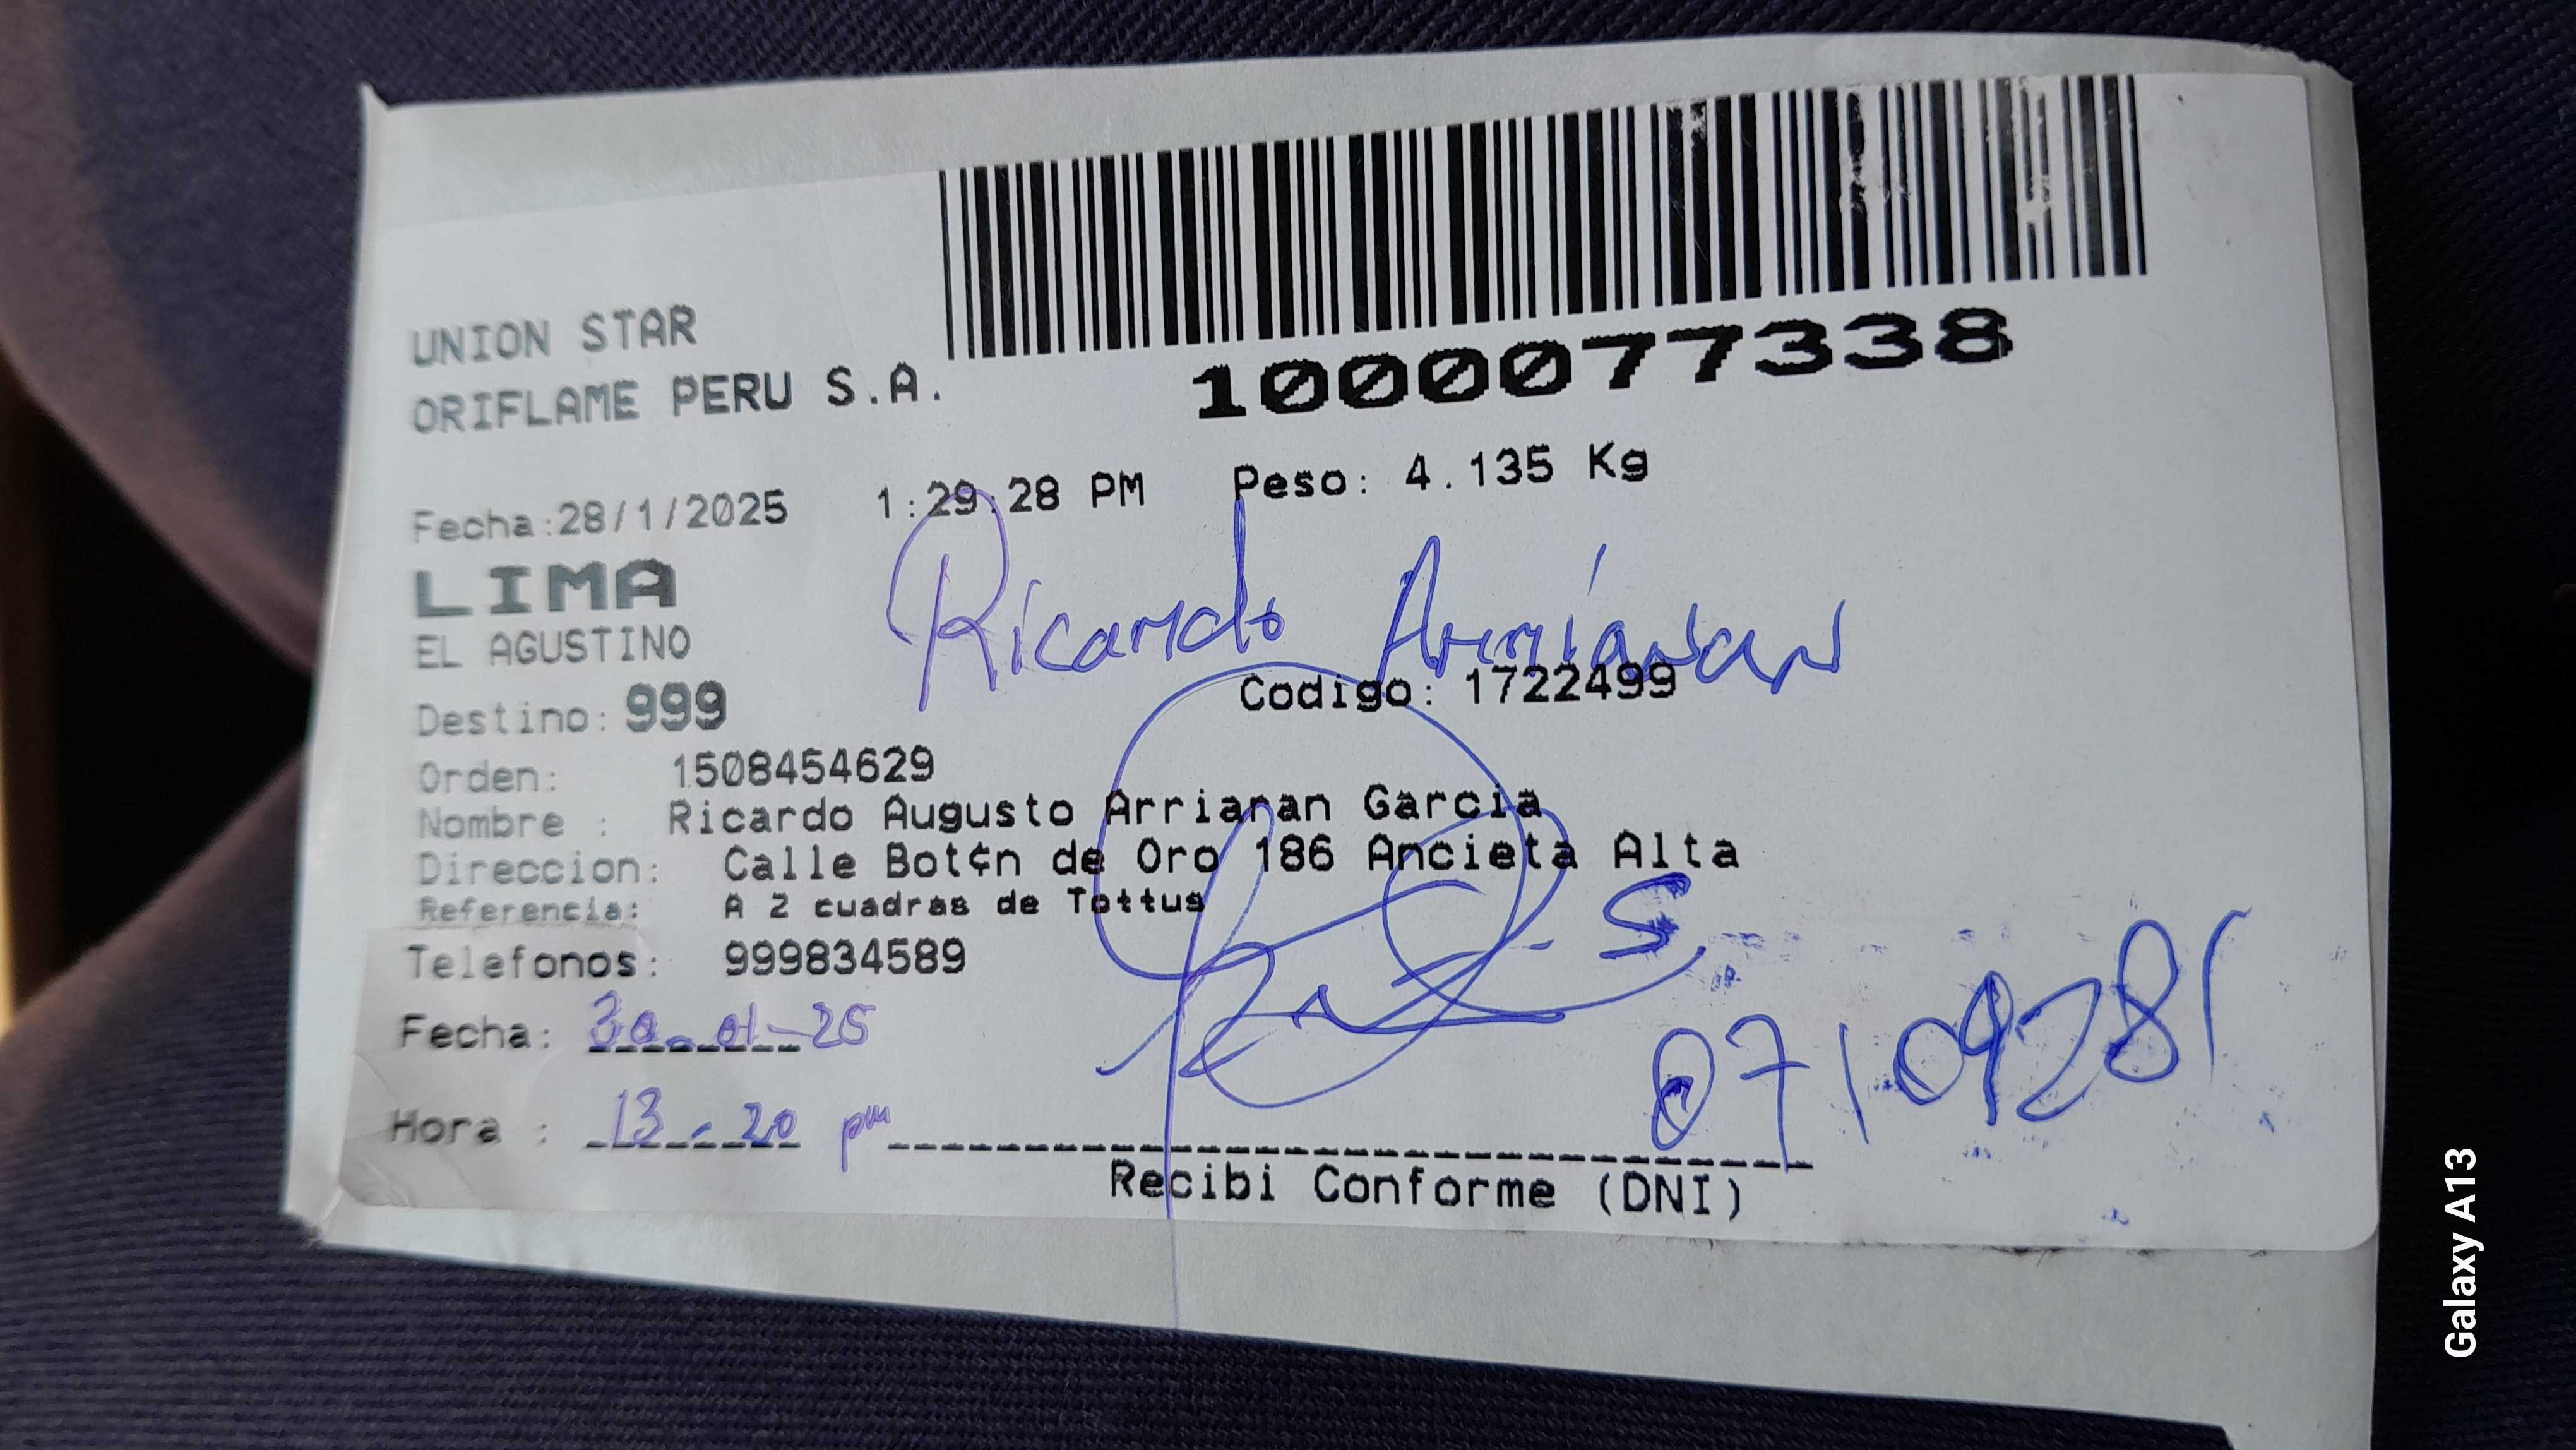 UNION STAR
ORIFLAME PERU S.A.
1000077338
Fecha:28/1/2025 1:29:28 PM Peso: 4.135 Kg
LIMA
Ricardo Arriaran
EL AGUSTINO
Codigo: 1722499
Destino: 999
Orden: 1508454629
Nombre : Ricardo Augusto Arriaran Garcia
Direccion: Calle Bot¢n de Oro 186 Ancieta Alta
Referencia: A 2 cuadras de Tottus
Telefonos: 999834589
Fecha: 30-01-25
07109281
Hora : 13-20 pm
Recibi Conforme (DNI)
Galaxy A13